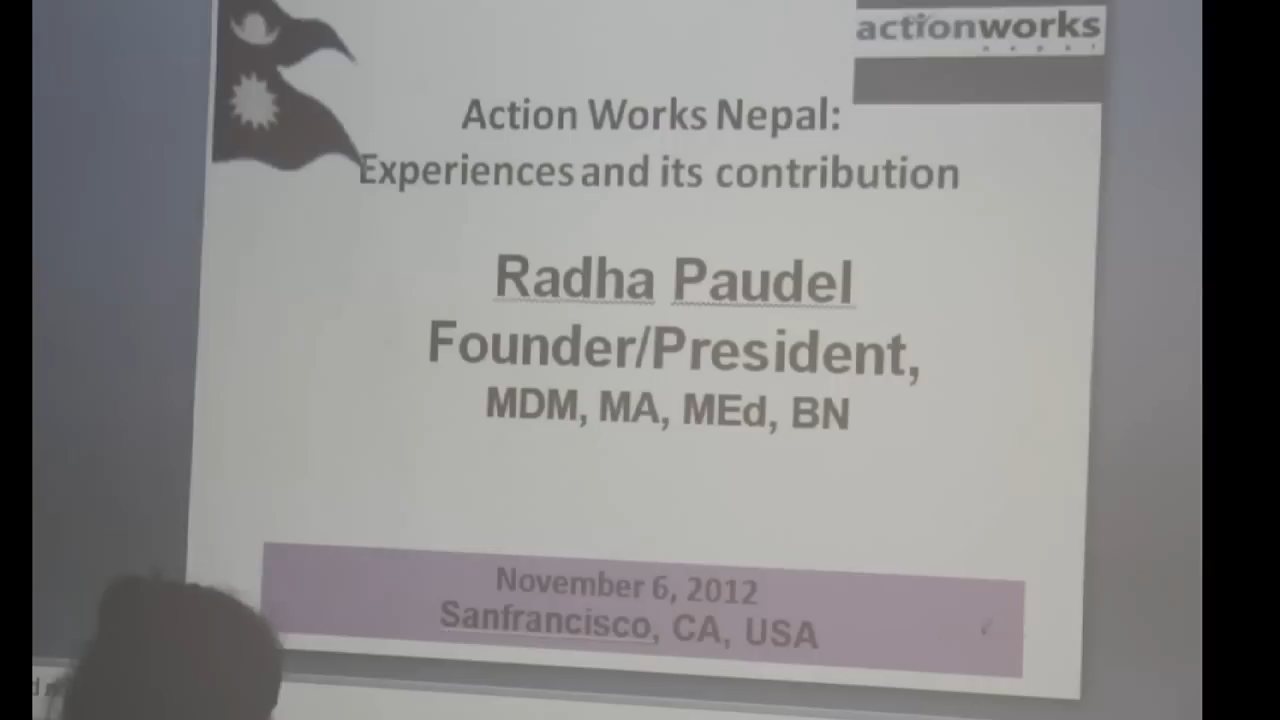 actionworks
Action Works Nepal:
Experiences and its contribution
Radha Paudel
Founder/President,
MDM, MA, MEd, BN
November 6, 2012
Sanfrancisco, CA, USA